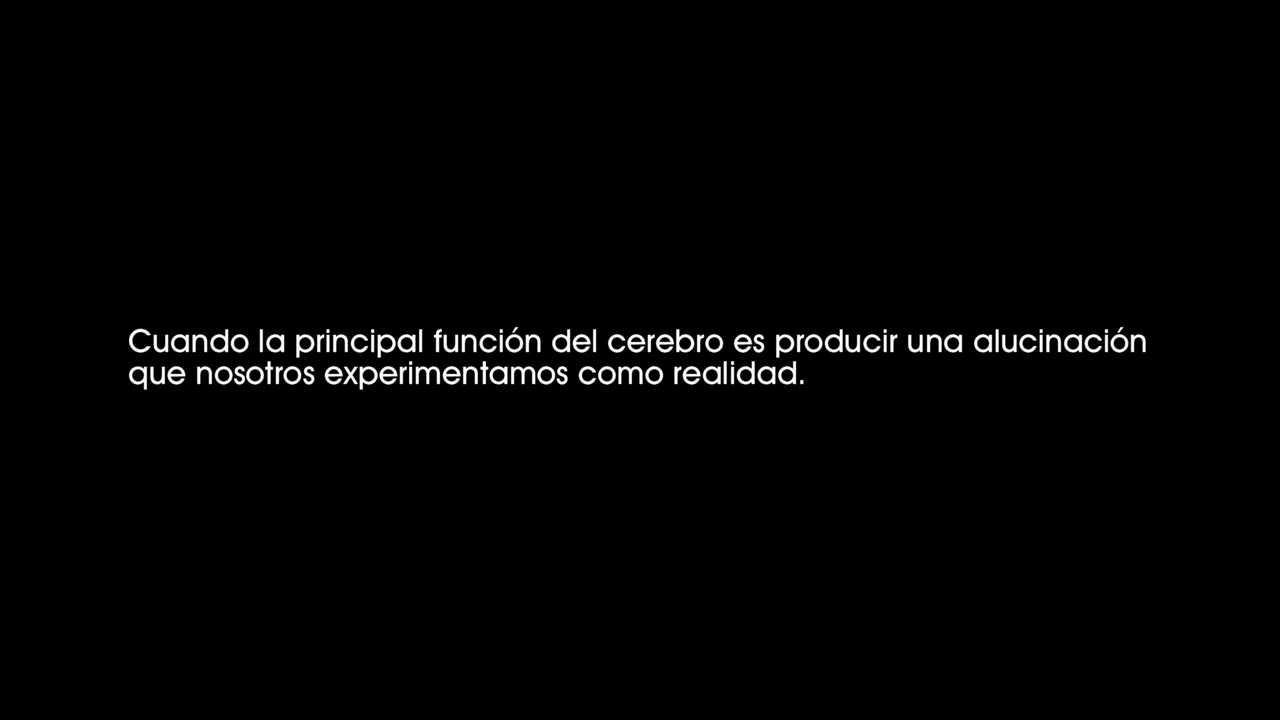 Cuando la principal función del cerebro es producir una alucinación
que nosotros experimentamos como realidad.